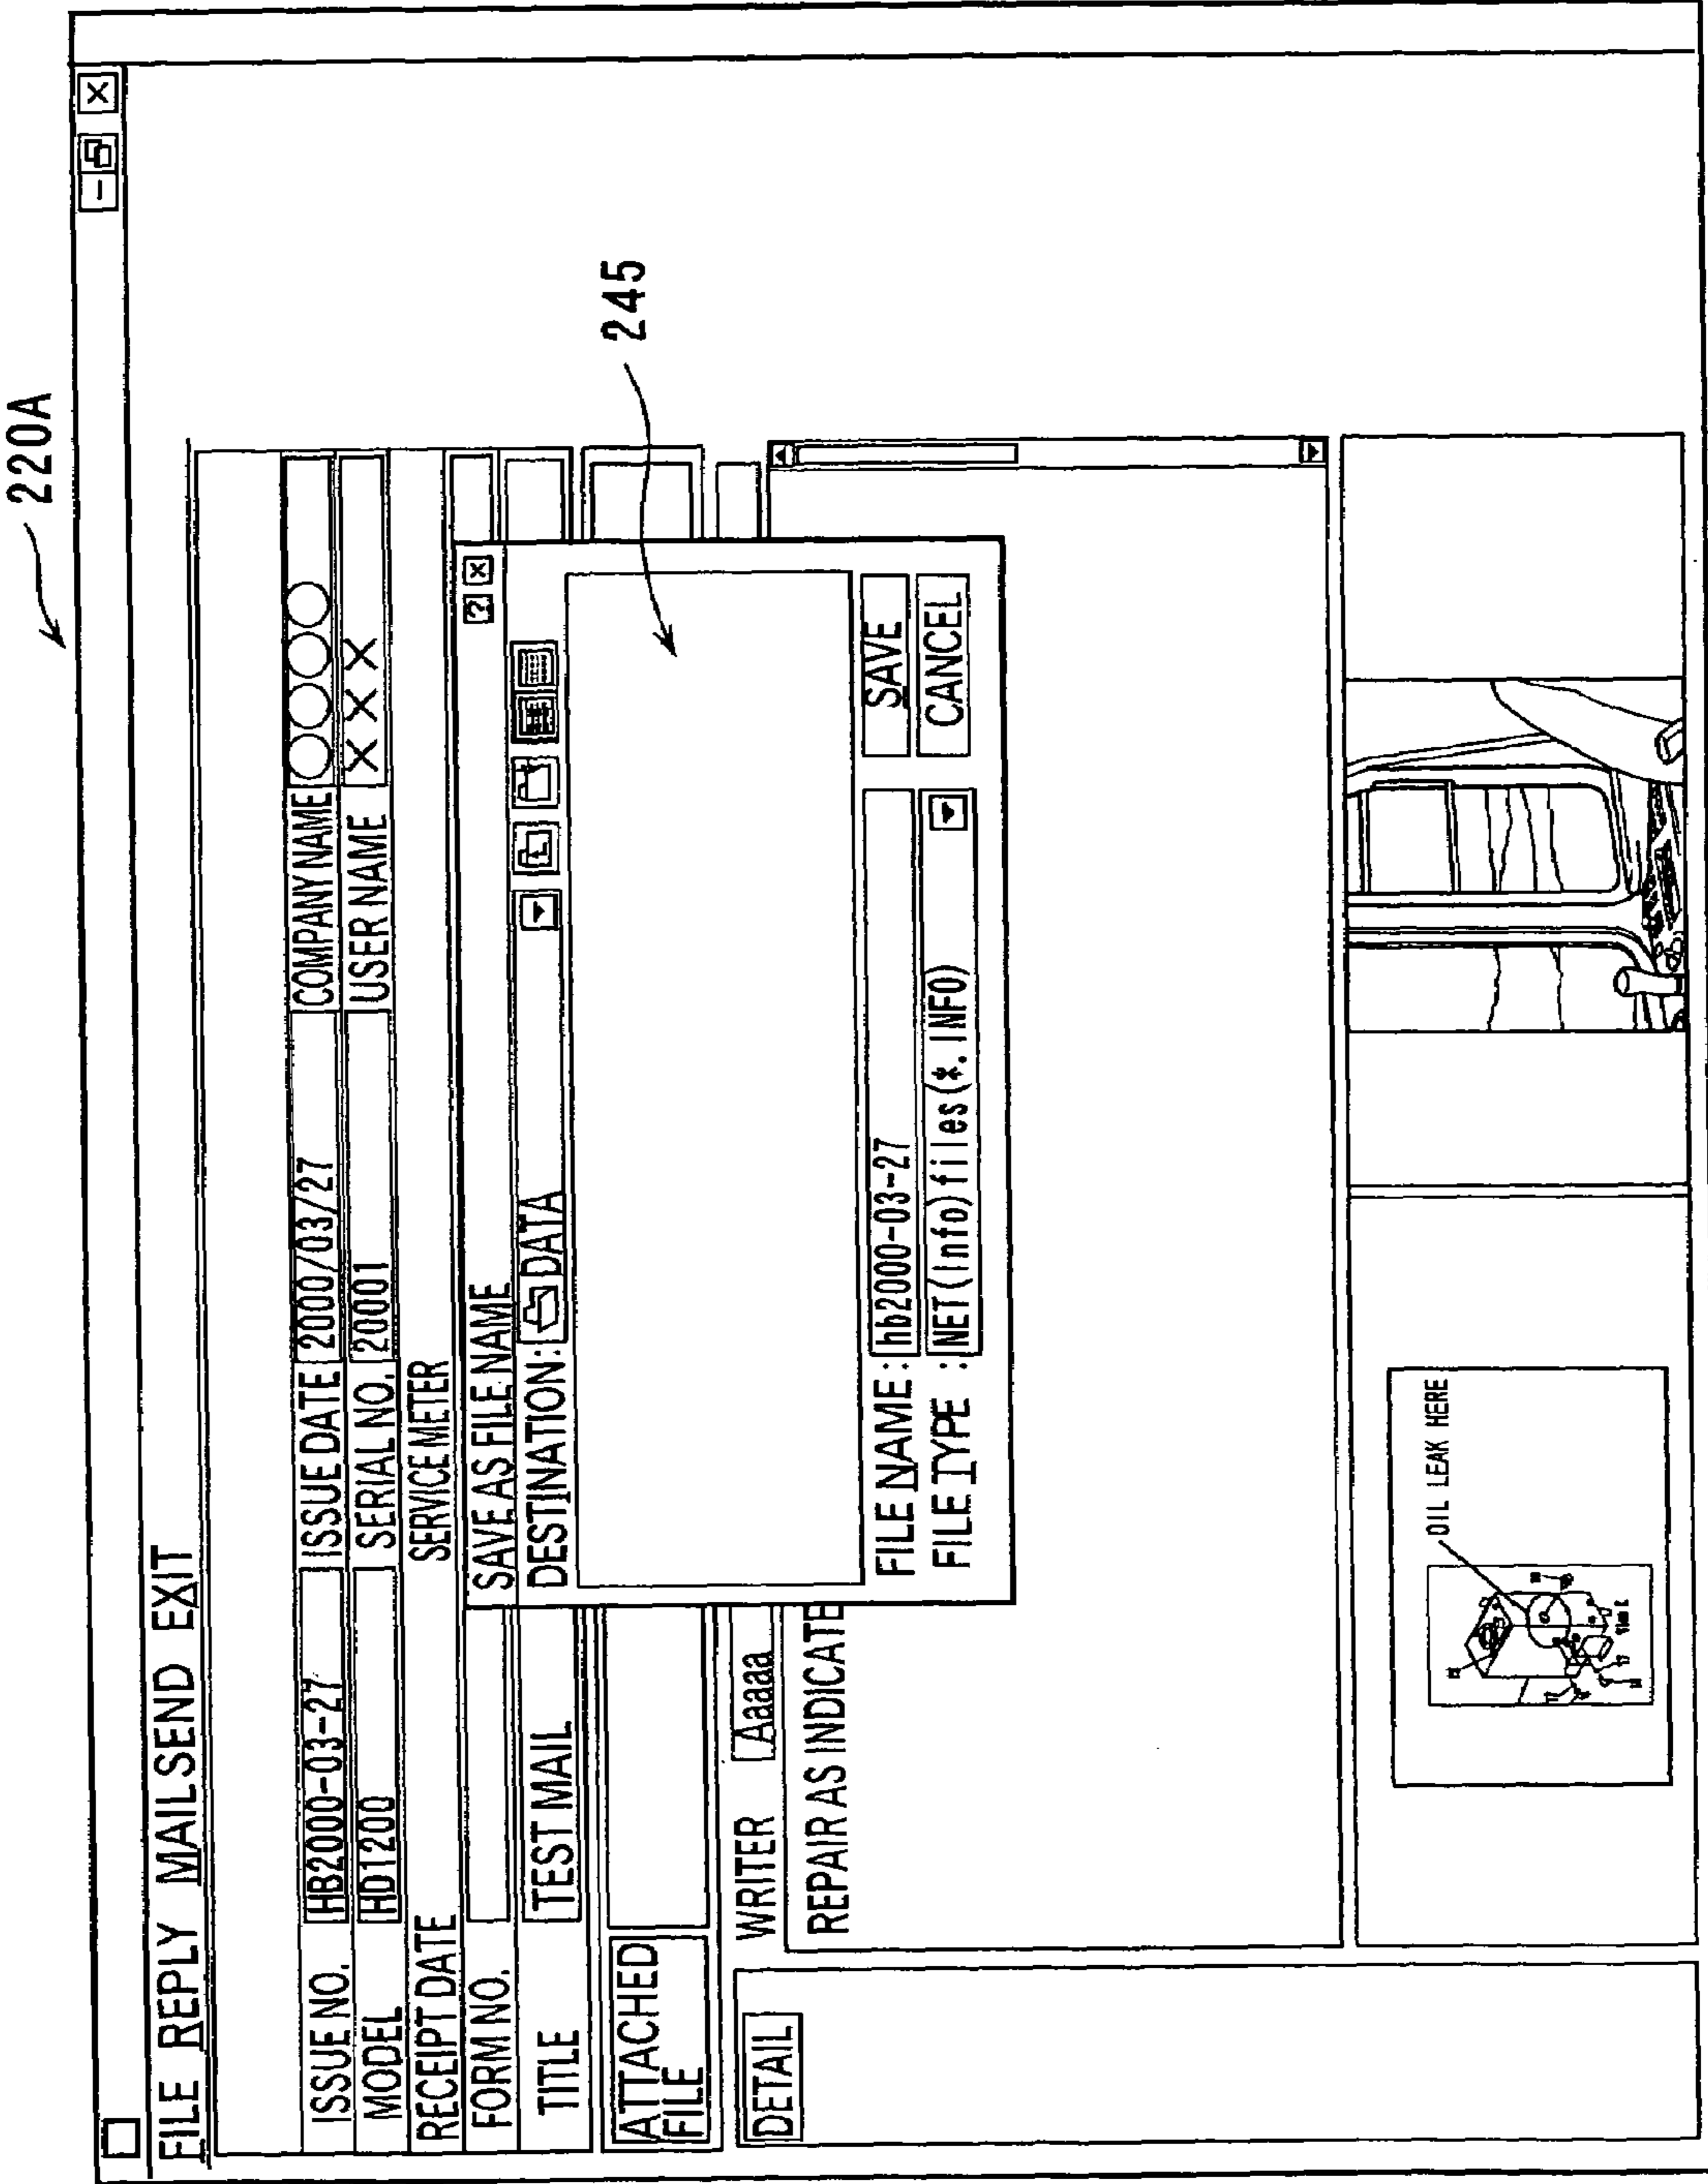 220A
FILE REPLY MAILSEND EXIT
ISSUE NO. HB2000-03-27 ISSUE DATE 2000/03/27 COMPANY NAME ○○○○
MODEL HD1200 SERIAL NO. 20001 USER NAME XXX
RECEIPT DATE SERVICE METER
FORM NO.
TITLE TEST MAIL
SAVE AS FILE NAME
DESTINATION: DATA
245
ATTACHED
FILE
FILE NAME : hb2000-03-27 SAVE
FILE TYPE : NET(Info)files(*.INFO) CANCEL
DETAIL
WRITER Aaaaa
REPAIR AS INDICATE
OIL LEAK HERE